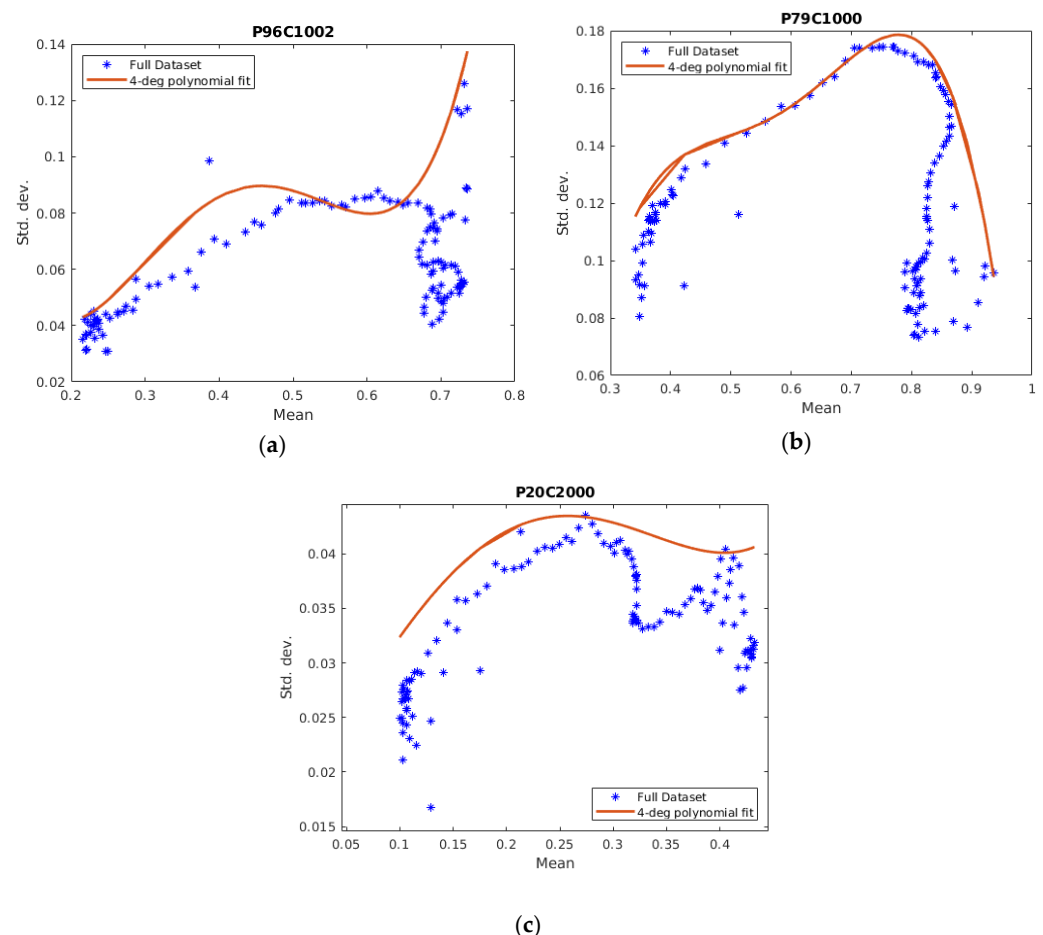 P96C1002
0.14
0.12
0.1
0.08
0.06
0.04
0.02
Std. dev.
Full Dataset
4-deg polynomial fit
0.2 0.3 0.4 0.5 0.6 0.7 0.8
Mean
(a)
P79C1000
0.18
0.16
0.14
0.12
0.1
0.08
0.06
Std. dev.
Full Dataset
4-deg polynomial fit
0.3 0.4 0.5 0.6 0.7 0.8 0.9 1
Mean
(b)
P20C2000
0.04
0.035
0.03
0.025
0.02
0.015
Std. dev.
Full Dataset
4-deg polynomial fit
0.05 0.1 0.15 0.2 0.25 0.3 0.35 0.4
Mean
(c)